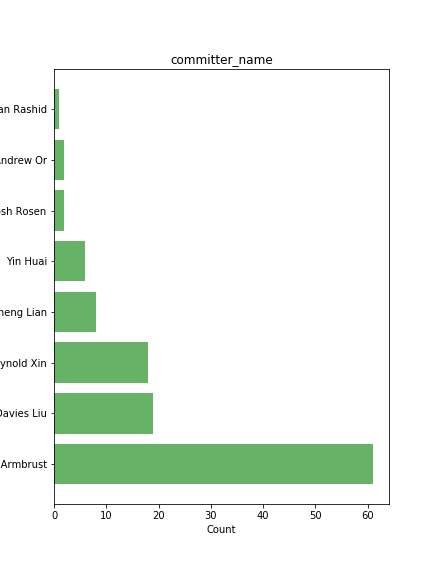 committer_name
an Rashid
Andrew Or
osh Rosen
Yin Huai
heng Lian
ynold Xin
Davies Liu
Armbrust
0 10 20 30 40 50 60
Count